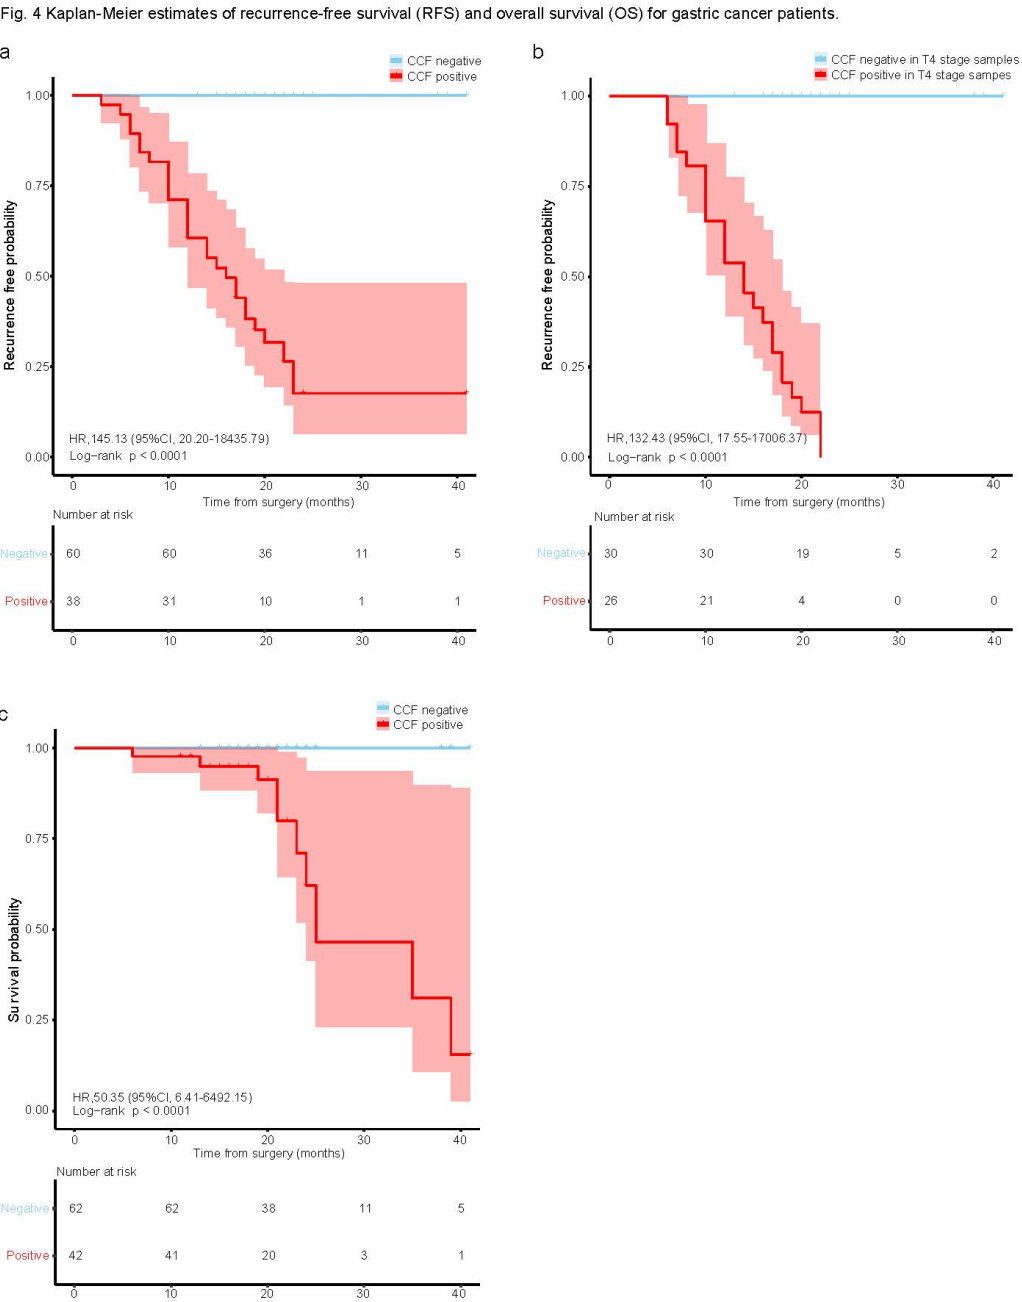 Fig. 4 Kaplan-Meier estimates of recurrence-free survival (RFS) and overall survival (OS) for gastric cancer patients.
a
CCF negative
CCF positive
1.00
0.75
0.50
0.25
0.00
Recurrence free probability
HR,145.13 (95%CI, 20.20-18435.79)
Log-rank p < 0.0001
0 10 20 30 40
Time from surgery (months)
Number at risk
Negative 60 60 36 11 5
Positive 38 31 10 1 1
0 10 20 30 40
b
CCF negative in T4 stage samples
CCF positive in T4 stage sampes
1.00
0.75
0.50
0.25
0.00
Recurrence free probability
HR,132.43 (95%CI, 17.55-17006.37)
Log-rank p < 0.0001
0 10 20 30 40
Time from surgery (months)
Number at risk
Negative 30 30 19 5 2
Positive 26 21 4 0 0
0 10 20 30 40
c
CCF negative
CCF positive
1.00
0.75
0.50
0.25
0.00
Survival probability
HR,50.35 (95%CI, 6.41-6492.15)
Log-rank p < 0.0001
0 10 20 30 40
Time from surgery (months)
Number at risk
Negative 62 62 38 11 5
Positive 42 41 20 3 1
0 10 20 30 40